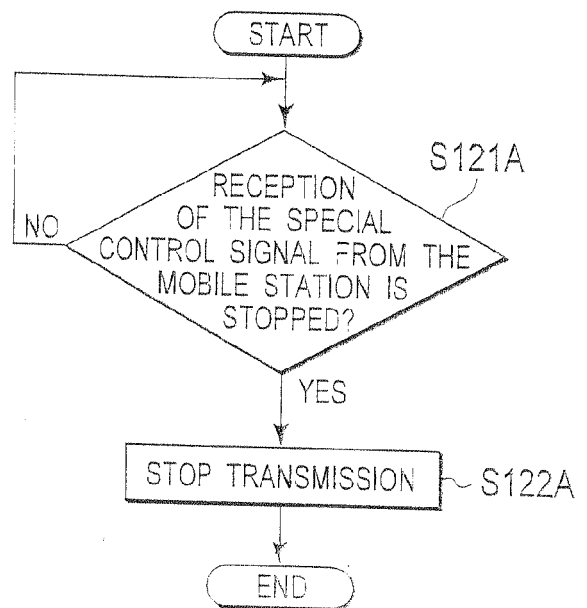 START
S121A
RECEPTION
OF THE SPECIAL
CONTROL SIGNAL FROM THE
MOBILE STATION IS
STOPPED?
NO
YES
STOP TRANSMISSION
S122A
END